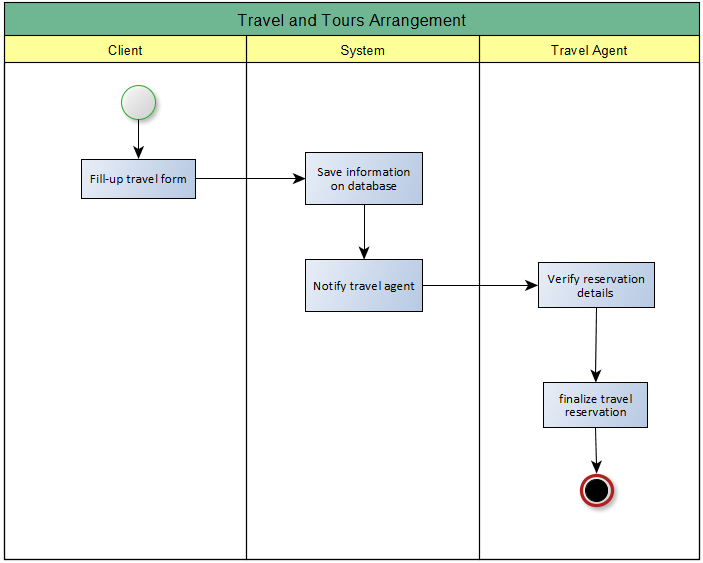 Travel and Tours Arrangement
Client
System
Travel Agent
Fill-up travel form
Save information
on database
Notify travel agent
Verify reservation
details
finalize travel
reservation